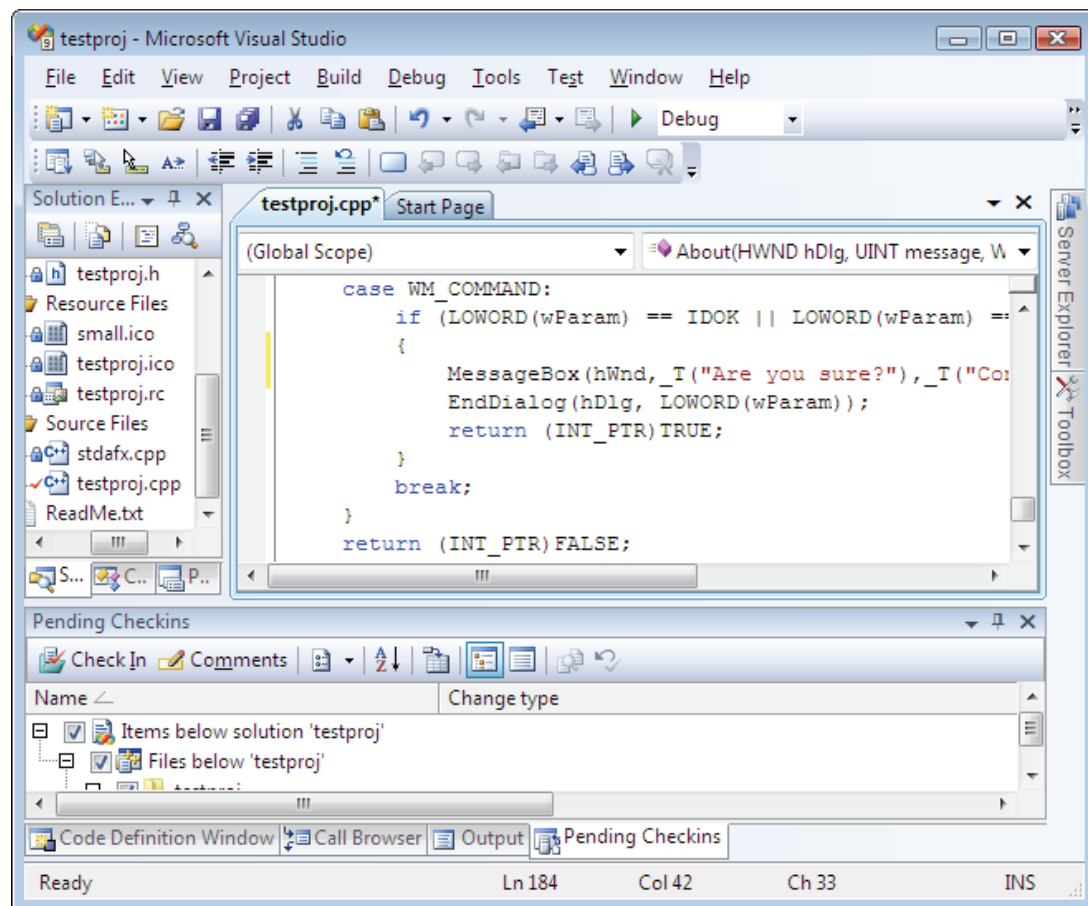 testproj - Microsoft Visual Studio
File Edit View Project Build Debug Tools Test Window Help
Debug
Solution E...
testproj.cpp* Start Page
(Global Scope) About(HWND hDlg, UINT message, W
testproj.h
Resource Files
small.ico
testproj.ico
testproj.rc
Source Files
stdafx.cpp
testproj.cpp
ReadMe.txt
S... C.. P..
case WM_COMMAND:
if (LOWORD(wParam) == IDOK || LOWORD(wParam) ==
{
MessageBox(hWnd,_T("Are you sure?"),_T("Con
EndDialog(hDlg, LOWORD(wParam));
return (INT_PTR)TRUE;
}
break;
}
return (INT_PTR)FALSE;
Server Explorer
Toolbox
Pending Checkins
Check In Comments
Name Change type
Items below solution 'testproj'
Files below 'testproj'
Code Definition Window Call Browser Output Pending Checkins
Ready Ln 184 Col 42 Ch 33 INS